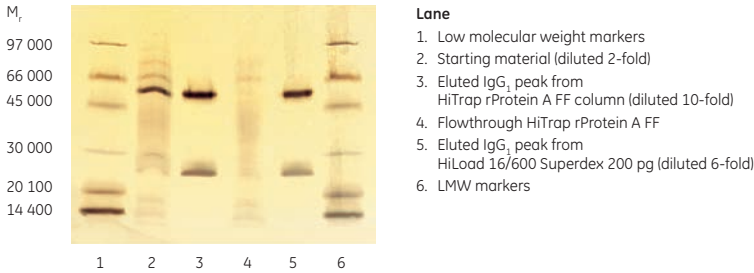 M
r
97 000
66 000
45 000
30 000
20 100
14 400
1 2 3 4 5 6
Lane
1. Low molecular weight markers
2. Starting material (diluted 2-fold)
3. Eluted IgG1 peak from
HiTrap rProtein A FF column (diluted 10-fold)
4. Flowthrough HiTrap rProtein A FF
5. Eluted IgG1 peak from
HiLoad 16/600 Superdex 200 pg (diluted 6-fold)
6. LMW markers